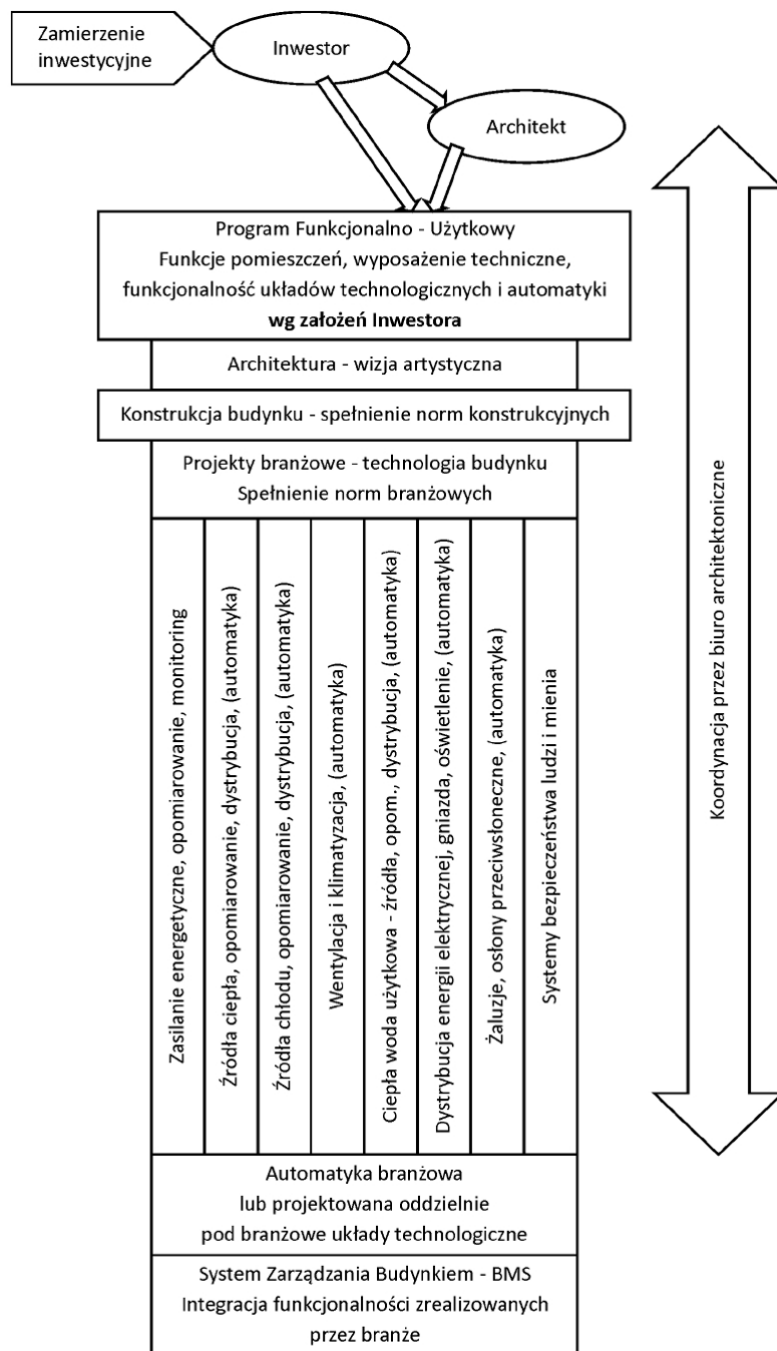 Zamierzenie
inwestycyjne
Inwestor
Architekt
Program Funkcjonalno - Użytkowy
Funkcje pomieszczeń, wyposażenie techniczne,
funkcjonalność układów technologicznych i automatyki
wg założeń Inwestora
Architektura - wizja artystyczna
Konstrukcja budynku - spełnienie norm konstrukcyjnych
Projekty branżowe - technologia budynku
Spełnienie norm branżowych
Zasilanie energetyczne, opomiarowanie, monitoring
Źródła ciepła, opomiarowanie, dystrybucja, (automatyka)
Źródła chłodu, opomiarowanie, dystrybucja, (automatyka)
Wentylacja i klimatyzacja, (automatyka)
Ciepła woda użytkowa - źródła, opom., dystrybucja, (automatyka)
Dystrybucja energii elektrycznej, gniazda, oświetlenie, (automatyka)
Żaluzje, osłony przeciwsłoneczne, (automatyka)
Systemy bezpieczeństwa ludzi i mienia
Koordynacja przez biuro architektoniczne
Automatyka branżowa
lub projektowana oddzielnie
pod branżowe układy technologiczne
System Zarządzania Budynkiem - BMS
Integracja funkcjonalności zrealizowanych
przez branże